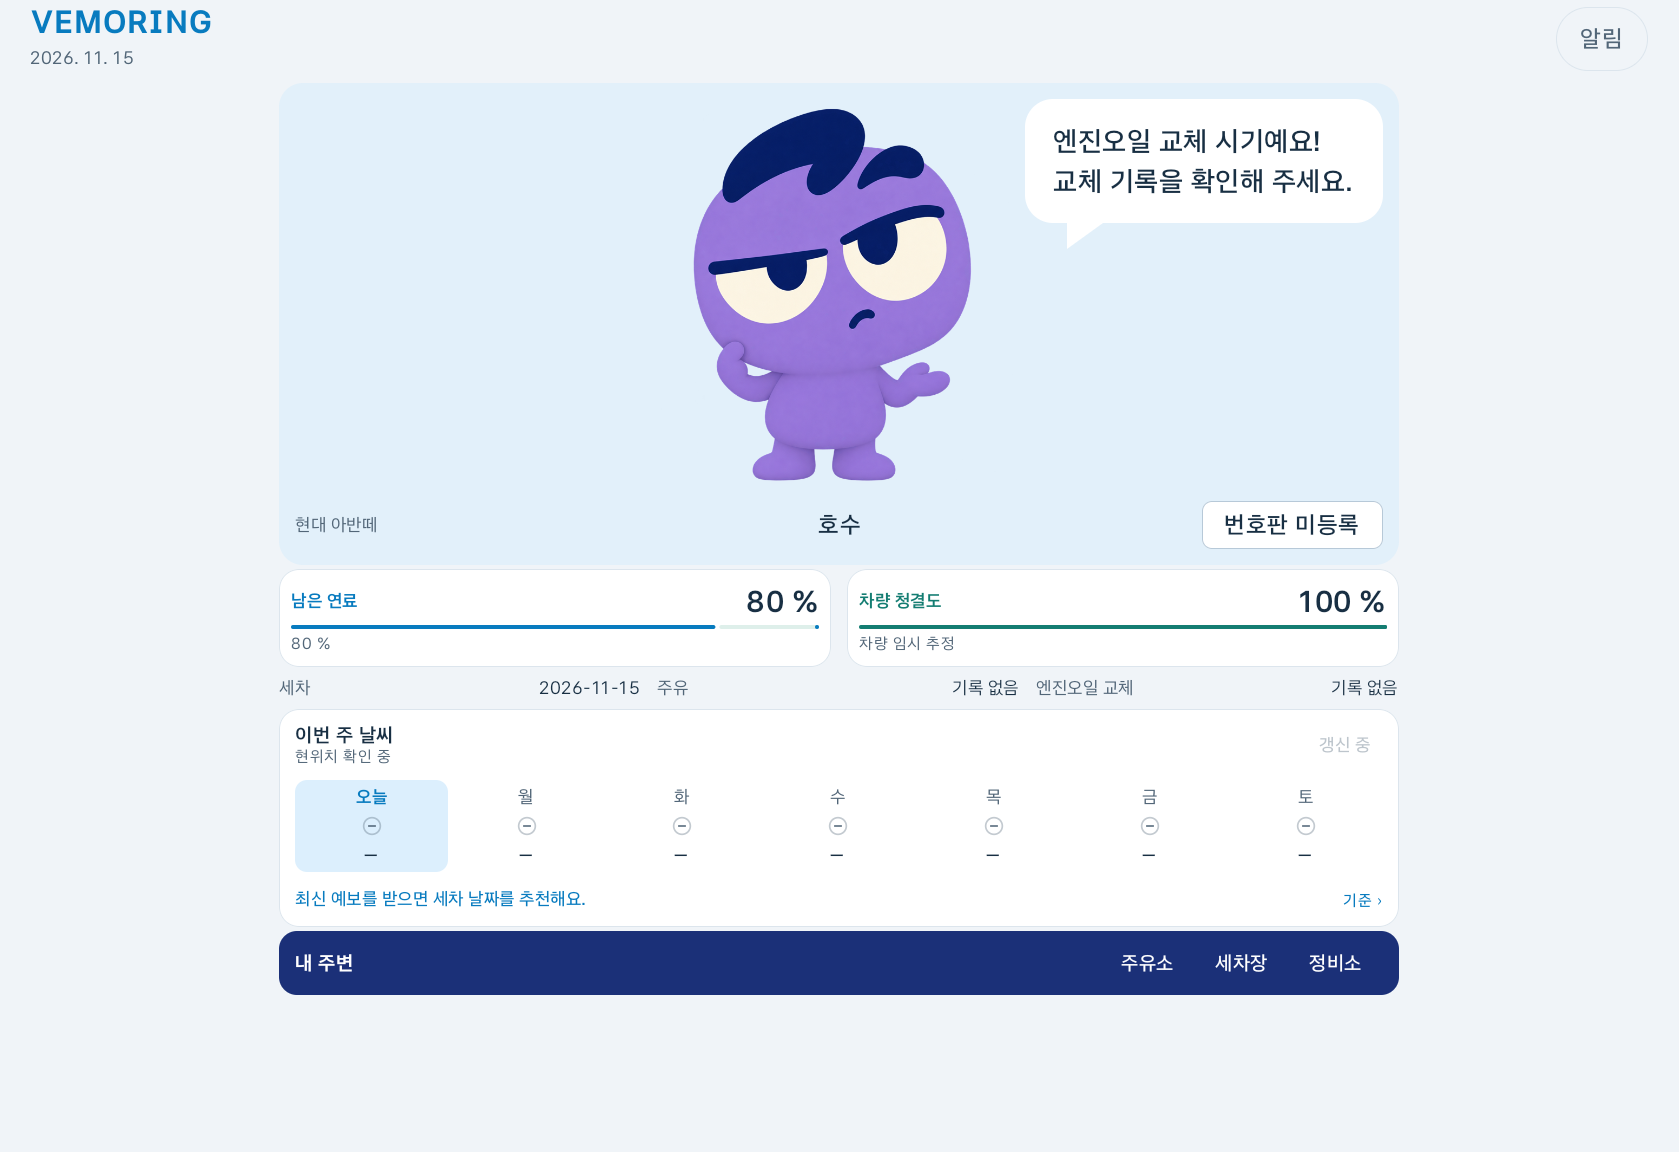 VEMORING
2026. 11. 15
알림
엔진오일 교체 시기예요!
교체 기록을 확인해 주세요.
현대 아반떼
호수
번호판 미등록
남은 연료
80 %
80 %
차량 청결도
100 %
차량 임시 추정
세차
2026-11-15
주유
기록 없음
엔진오일 교체
기록 없음
이번 주 날씨
현위치 확인 중
갱신 중
오늘
월
화
수
목
금
토
–
–
–
–
–
–
–
최신 예보를 받으면 세차 날짜를 추천해요.
기준 ›
내 주변
주유소
세차장
정비소